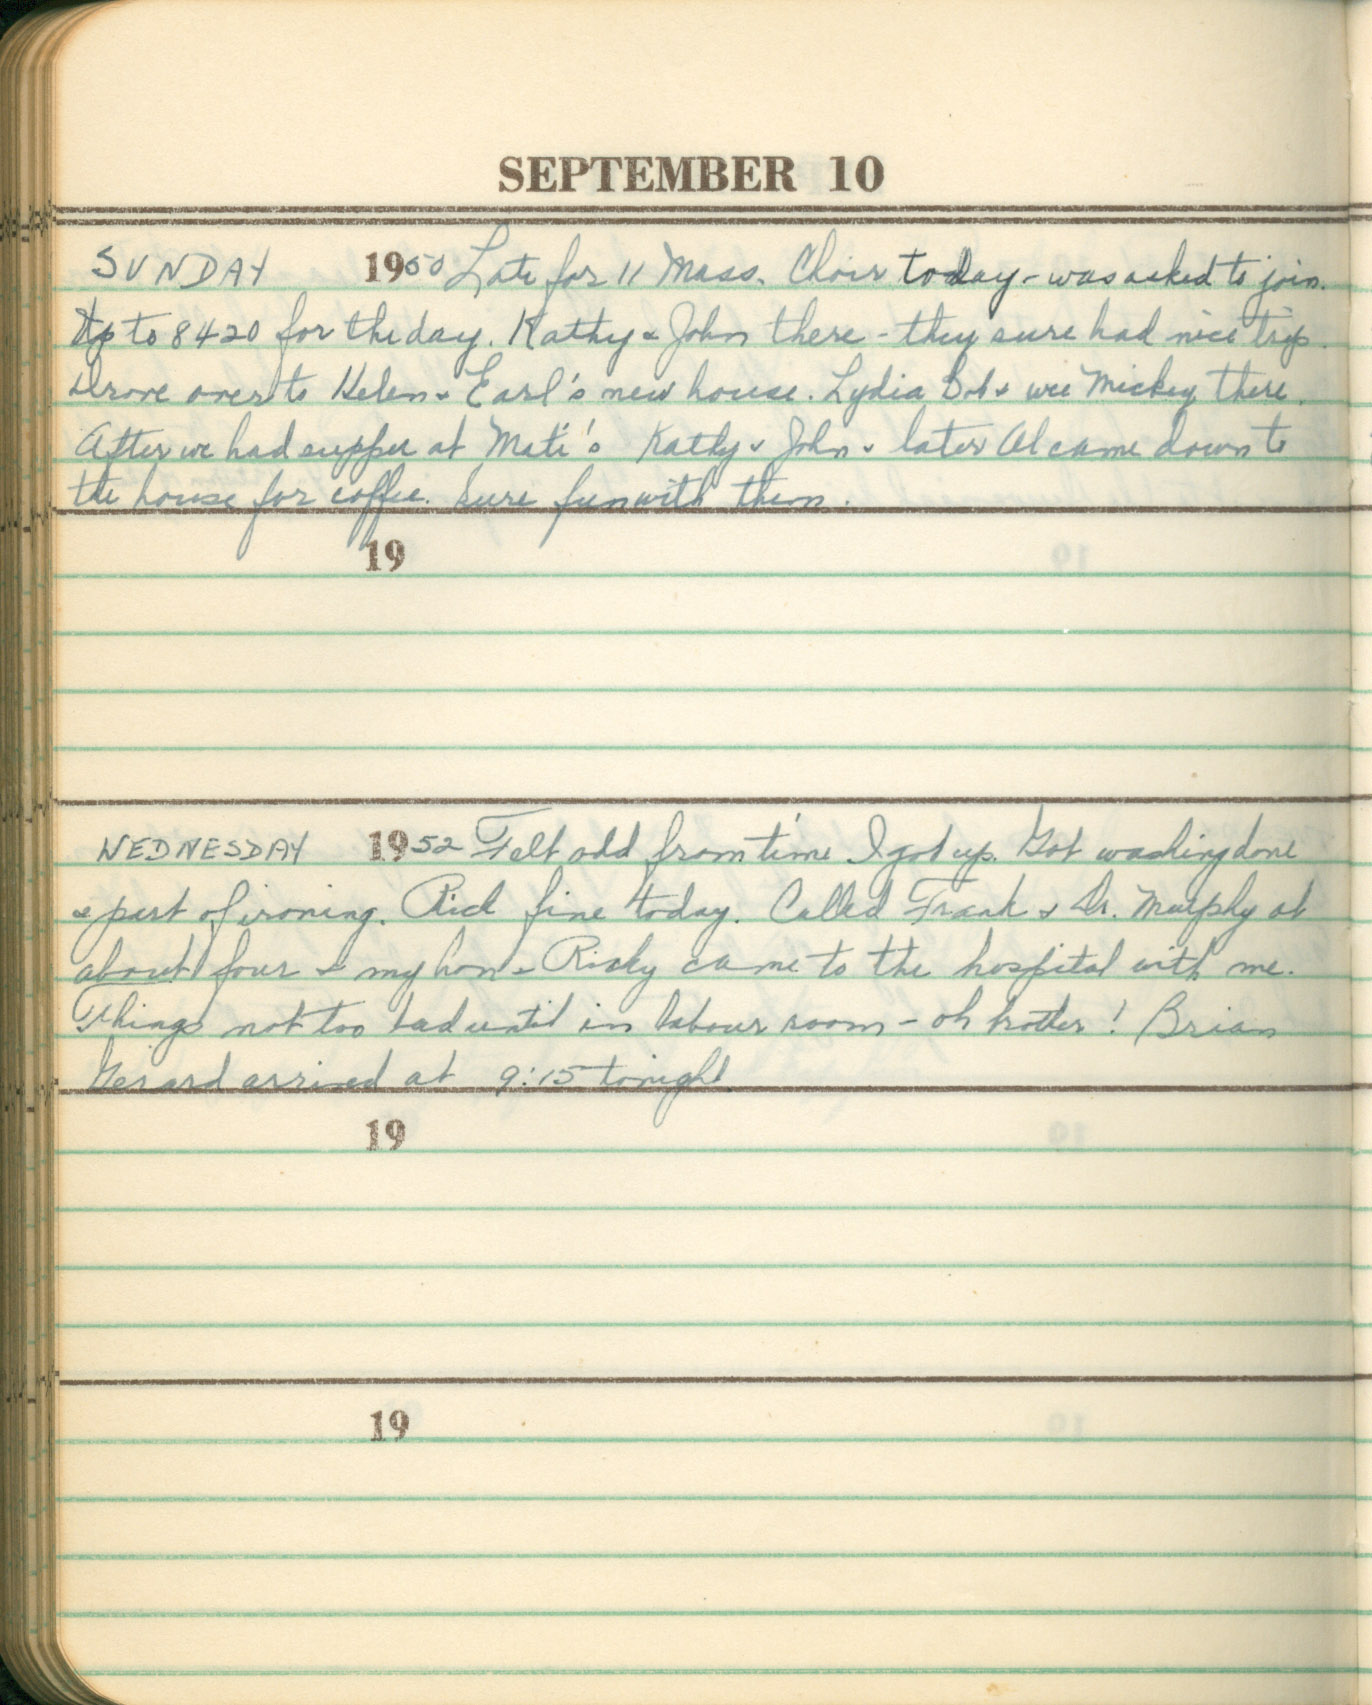 SEPTEMBER 10
SUNDAY 1950 Late for 11 Mass. Choir today - was asked to join.
Up to 8420 for the day. Kathy & John there - they sure had nice trip.
Drove over to Helen & Earl's new house. Lydia Bob & wee Mickey there.
After we had supper at Mati's Kathy & John & later Al came down to
the house for coffee. Sure fun with them.
19
WEDNESDAY 1952 Felt odd from time I got up. Got washing done
& part of ironing. Rick fine today. Called Frank & Dr. Murphy at
about four & my hon & Ricky came to the hospital with me.
Things not too bad until in labour room - oh brother! Brian
Gerard arrived at 9:15 tonight.
19
19